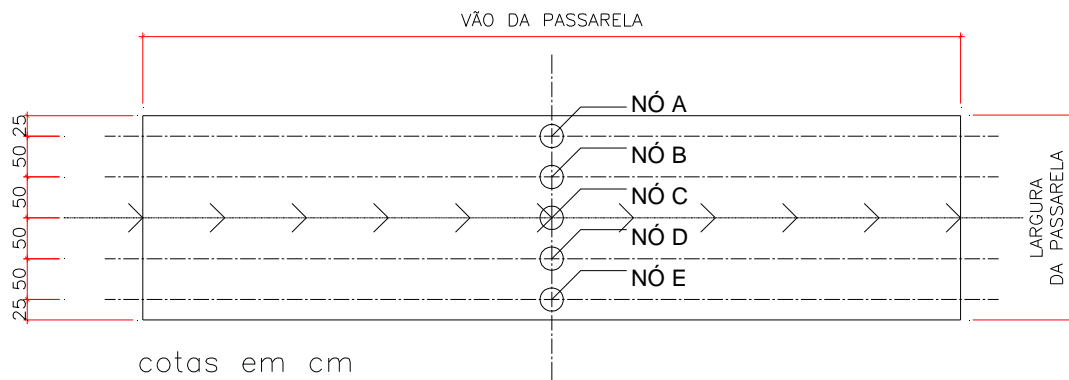 VÃO DA PASSARELA
NÓ A
NÓ B
NÓ C
NÓ D
NÓ E
25
50
50
50
50
25
LARGURA
DA PASSARELA
cotas em cm